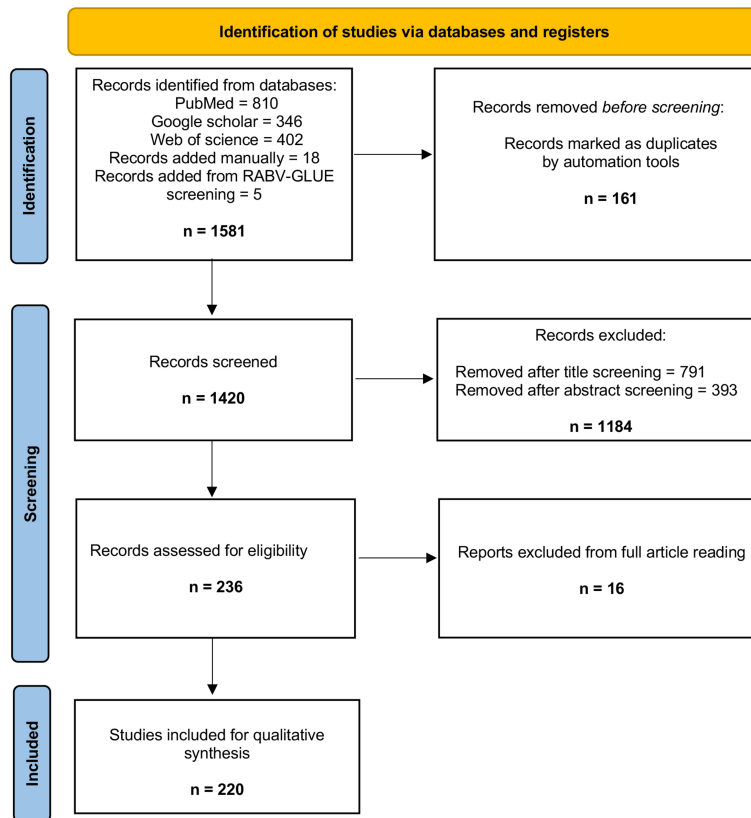 Identification of studies via databases and registers
Identification
Records identified from databases:
PubMed = 810
Google scholar = 346
Web of science = 402
Records added manually = 18
Records added from RABV-GLUE
screening = 5
n = 1581
Records removed before screening:
Records marked as duplicates
by automation tools
n = 161
Screening
Records screened
n = 1420
Records excluded:
Removed after title screening = 791
Removed after abstract screening = 393
n = 1184
Records assessed for eligibility
n = 236
Reports excluded from full article reading
n = 16
Included
Studies included for qualitative
synthesis
n = 220